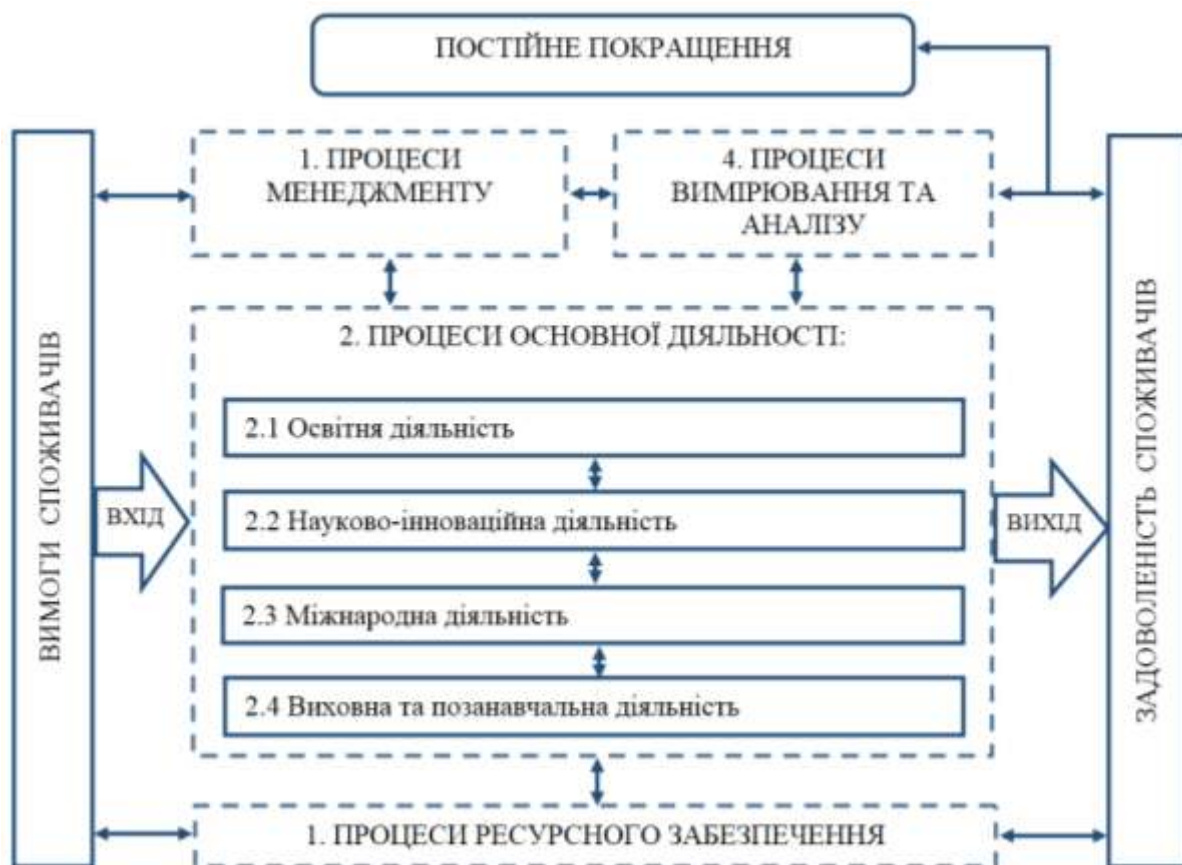 ПОСТІЙНЕ ПОКРАЩЕННЯ
1. ПРОЦЕСИ
МЕНЕДЖМЕНТУ
4. ПРОЦЕСИ
ВИМІРЮВАННЯ ТА
АНАЛІЗУ
ВИМОГИ СПОЖИВАЧІВ
ВХІД
2. ПРОЦЕСИ ОСНОВНОЇ ДІЯЛЬНОСТІ:
2.1 Освітня діяльність
2.2 Науково-інноваційна діяльність
2.3 Міжнародна діяльність
2.4 Виховна та позанавчальна діяльність
ВИХІД
ЗАДОВОЛЕНІСТЬ СПОЖИВАЧІВ
1. ПРОЦЕСИ РЕСУРСНОГО ЗАБЕЗПЕЧЕННЯ